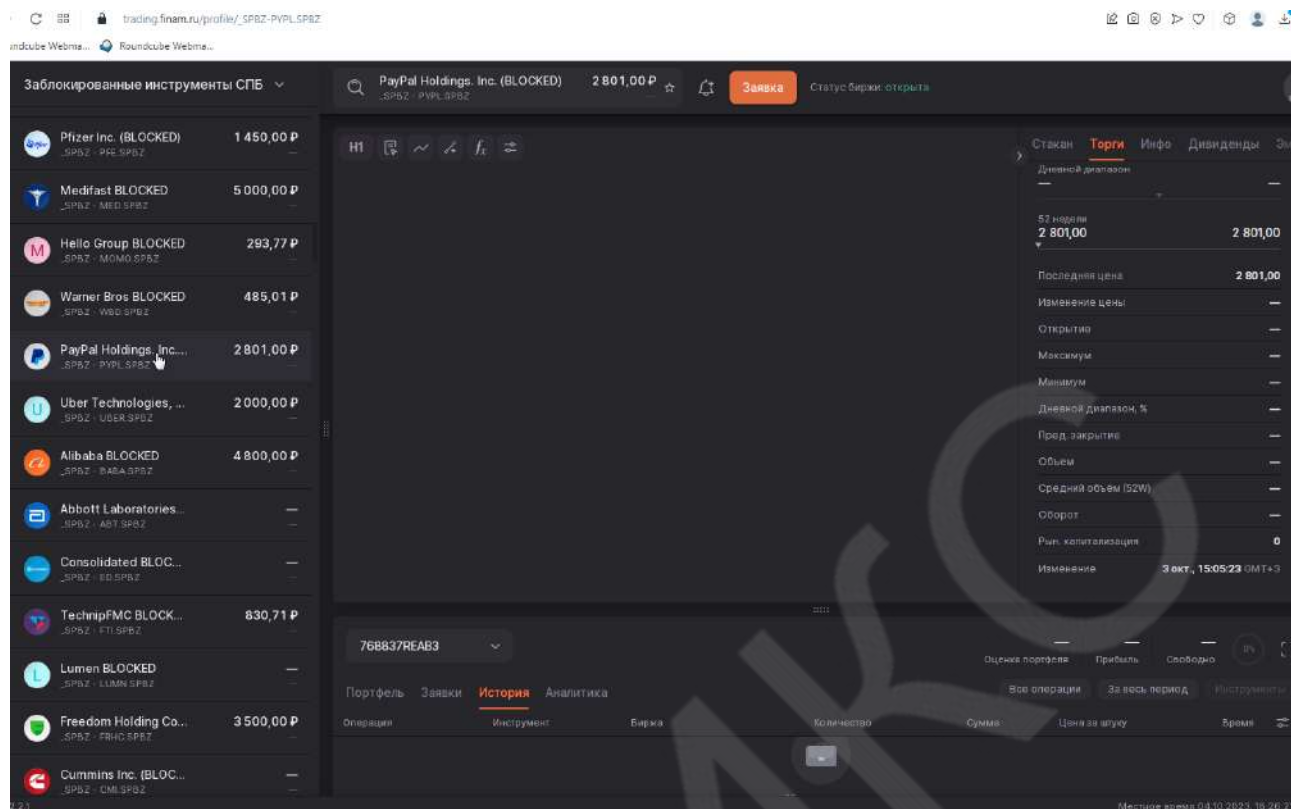 trading.finam.ru/profile/_SPBZ-PYPL.SPBZ
Roundcube Webma...
Заблокированные инструменты СПБ
PayPal Holdings. Inc. (BLOCKED) 2 801,00 ₽
_SPBZ · PYPL.SPBZ
Заявка
Статус биржи: открыта
Pfizer Inc. (BLOCKED) 1 450,00 ₽
_SPBZ · PFE.SPBZ
Medifast BLOCKED 5 000,00 ₽
_SPBZ · MED.SPBZ
Hello Group BLOCKED 293,77 ₽
_SPBZ · MOMO.SPBZ
Warner Bros BLOCKED 485,01 ₽
_SPBZ · WBD.SPBZ
PayPal Holdings. Inc.... 2 801,00 ₽
_SPBZ · PYPL.SPBZ
Uber Technologies, ... 2 000,00 ₽
_SPBZ · UBER.SPBZ
Alibaba BLOCKED 4 800,00 ₽
_SPBZ · BABA.SPBZ
Abbott Laboratories... —
_SPBZ · ABT.SPBZ
Consolidated BLOC... —
_SPBZ · ED.SPBZ
TechnipFMC BLOCK... 830,71 ₽
_SPBZ · FTI.SPBZ
Lumen BLOCKED —
_SPBZ · LUMN.SPBZ
Freedom Holding Co... 3 500,00 ₽
_SPBZ · FRHC.SPBZ
Cummins Inc. (BLOC... —
_SPBZ · CMI.SPBZ
H1
Стакан Торги Инфо Дивиденды
Дневной диапазон
— —
52 недели
2 801,00 2 801,00
Последняя цена 2 801,00
Изменение цены —
Открытие —
Максимум —
Минимум —
Дневной диапазон, % —
Пред. закрытие —
Объем —
Средний объем (52W) —
Оборот —
Рын. капитализация 0
Изменение 3 окт., 15:05:23 GMT+3
768837REAB3
— — — 0%
Оценка портфеля Прибыль Свободно
Портфель Заявки История Аналитика
Все операции За весь период Инструменты
Операция Инструмент Биржа Количество Сумма Цена за штуку Время
Местное время 04.10.2023, 16:26:2
МКС